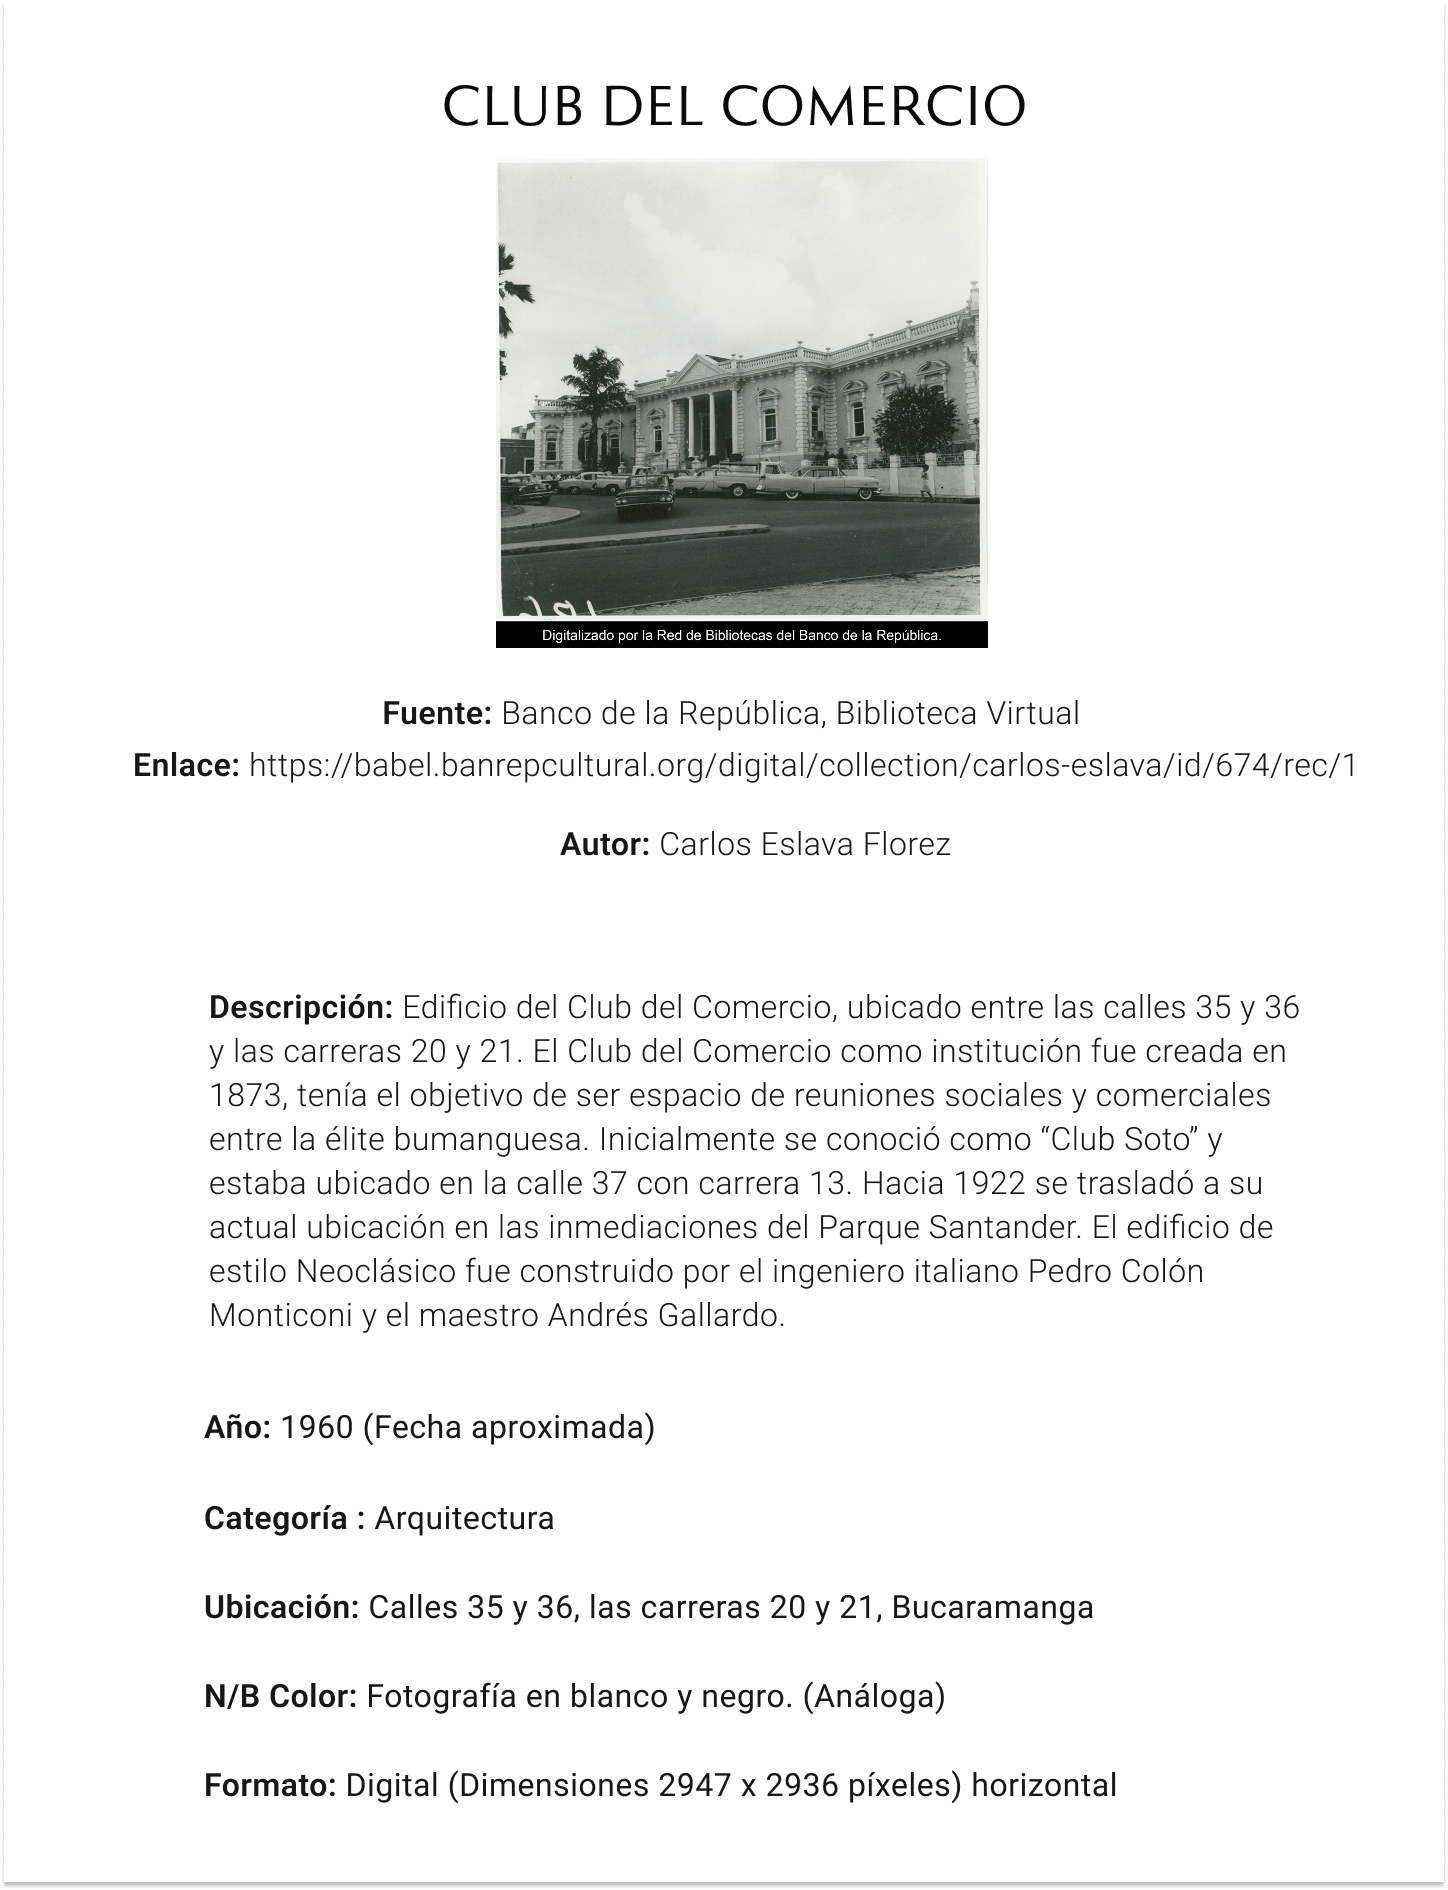 CLUB DEL COMERCIO
Digitalizado por la Red de Bibliotecas del Banco de la República.
Fuente: Banco de la República, Biblioteca Virtual
Enlace: https://babel.banrepcultural.org/digital/collection/carlos-eslava/id/674/rec/1
Autor: Carlos Eslava Florez
Descripción: Edificio del Club del Comercio, ubicado entre las calles 35 y 36
y las carreras 20 y 21. El Club del Comercio como institución fue creada en
1873, tenía el objetivo de ser espacio de reuniones sociales y comerciales
entre la élite bumanguesa. Inicialmente se conoció como “Club Soto” y
estaba ubicado en la calle 37 con carrera 13. Hacia 1922 se trasladó a su
actual ubicación en las inmediaciones del Parque Santander. El edificio de
estilo Neoclásico fue construido por el ingeniero italiano Pedro Colón
Monticoni y el maestro Andrés Gallardo.
Año: 1960 (Fecha aproximada)
Categoría : Arquitectura
Ubicación: Calles 35 y 36, las carreras 20 y 21, Bucaramanga
N/B Color: Fotografía en blanco y negro. (Análoga)
Formato: Digital (Dimensiones 2947 x 2936 píxeles) horizontal